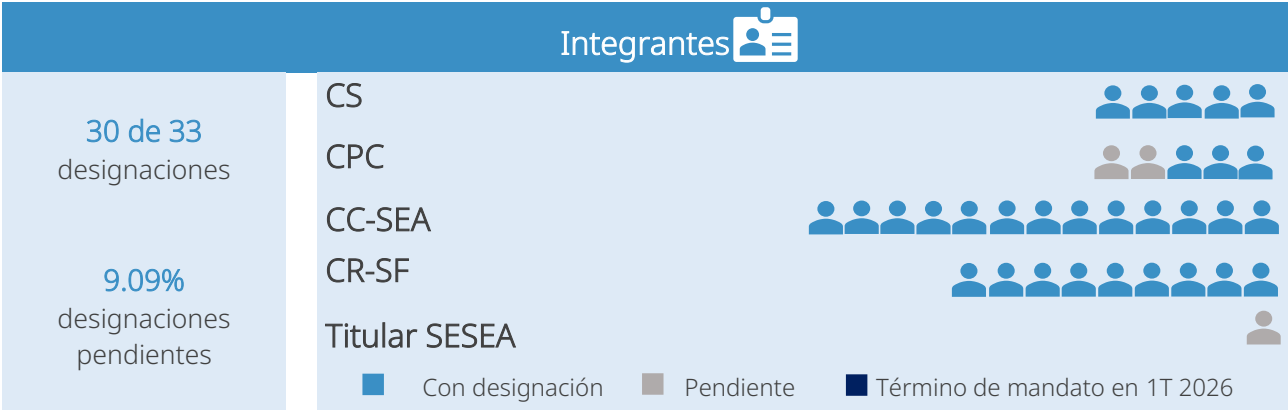 Integrantes
30 de 33
designaciones
9.09%
designaciones
pendientes
CS
CPC
CC-SEA
CR-SF
Titular SESEA
Con designación Pendiente Término de mandato en 1T 2026